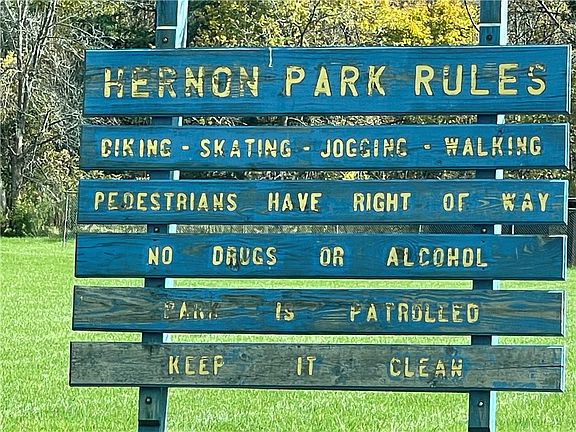 HERNON PARK RULES
BIKING - SKATING - JOGGING - WALKING
PEDESTRIANS HAVE RIGHT OF WAY
NO DRUGS OR ALCOHOL
PARK IS PATROLLED
KEEP IT CLEAN